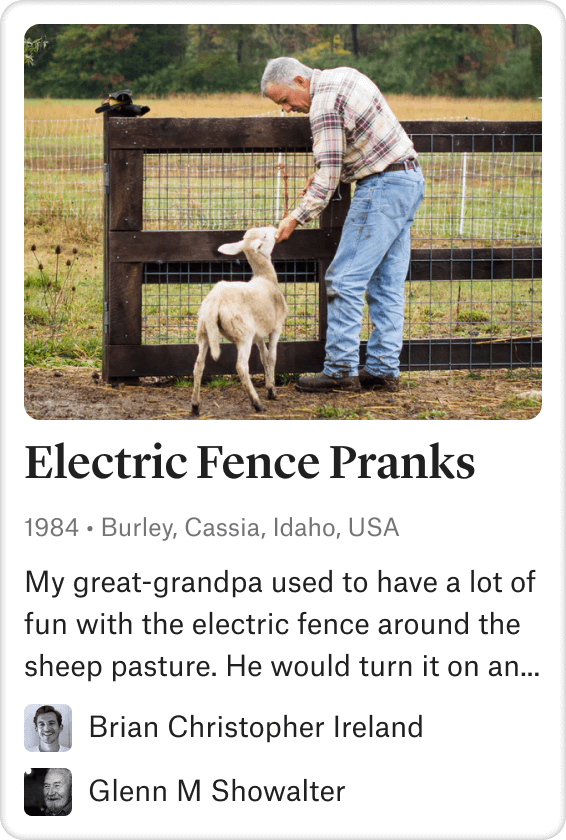 Electric Fence Pranks
1984 • Burley, Cassia, Idaho, USA
My great-grandpa used to have a lot of
fun with the electric fence around the
sheep pasture. He would turn it on an...
Brian Christopher Ireland
Glenn M Showalter